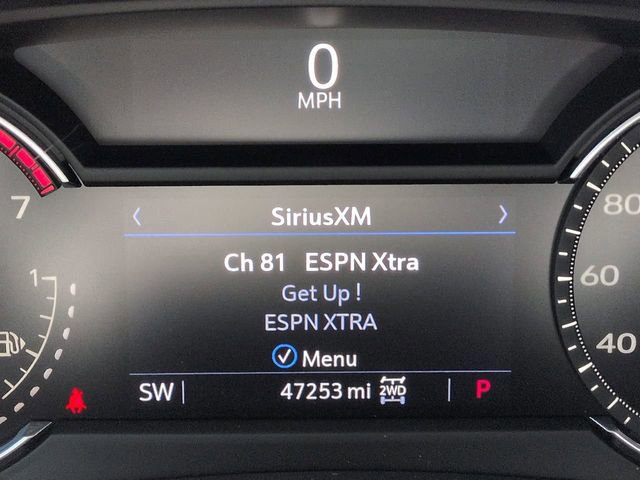 0
MPH
7
SiriusXM
80
Ch 81 ESPN Xtra
Get Up !
1
60
ESPN XTRA
40
Menu
SW
47253 mi 2WD
P